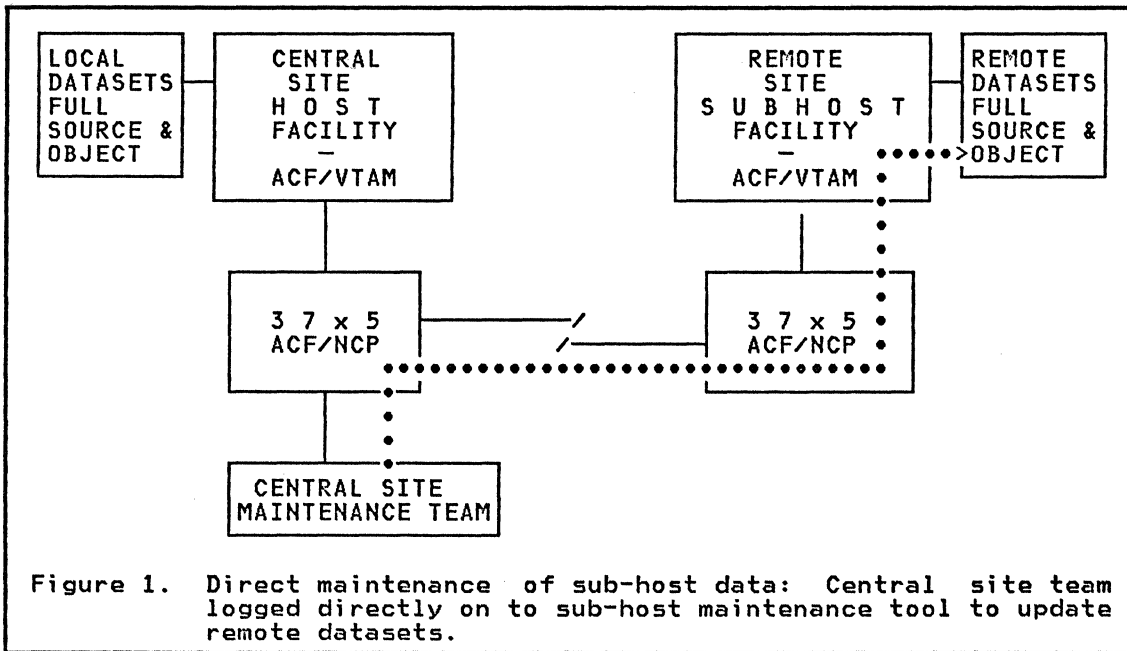 LOCAL
DATASETS
FULL
SOURCE &
OBJECT
CENTRAL
SITE
H O S T
FACILITY
—
ACF/VTAM
REMOTE
SITE
S U B H O S T
FACILITY
—
ACF/VTAM
REMOTE
DATASETS
FULL
SOURCE &
>OBJECT
3 7 x 5
ACF/NCP
3 7 x 5
ACF/NCP
CENTRAL SITE
MAINTENANCE TEAM
Figure 1. Direct maintenance of sub-host data: Central site team
logged directly on to sub-host maintenance tool to update
remote datasets.